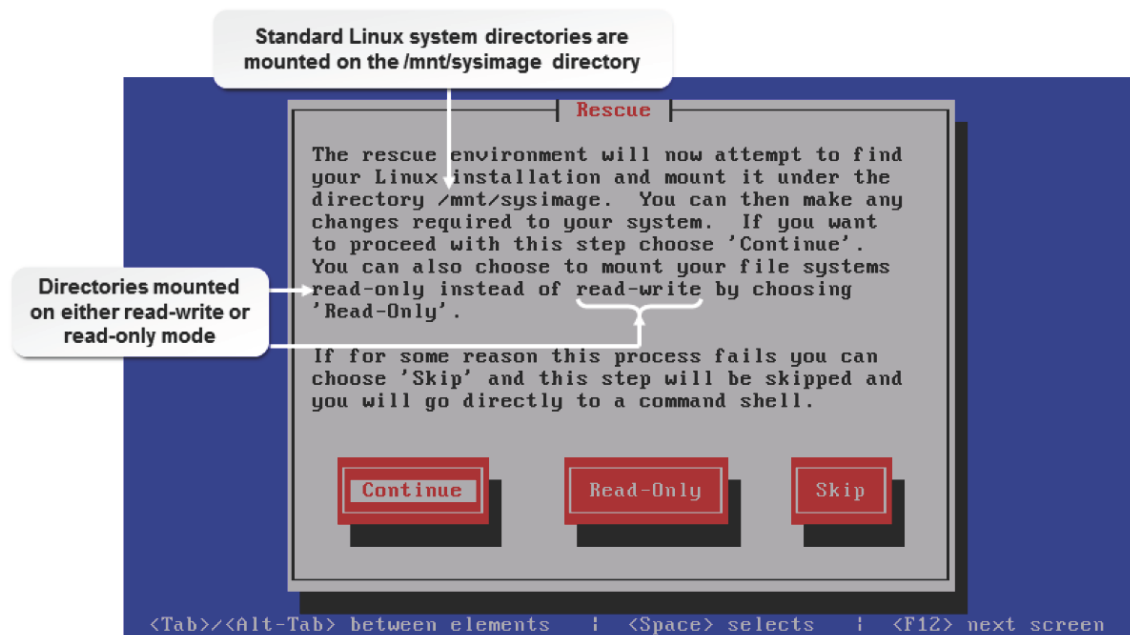 Standard Linux system directories are
mounted on the /mnt/sysimage directory
Rescue
The rescue environment will now attempt to find
your Linux installation and mount it under the
directory /mnt/sysimage.  You can then make any
changes required to your system.  If you want
to proceed with this step choose 'Continue'.
You can also choose to mount your file systems
read-only instead of read-write by choosing
'Read-Only'.
Directories mounted
on either read-write or
read-only mode
If for some reason this process fails you can
choose 'Skip' and this step will be skipped and
you will go directly to a command shell.
Continue
Read-Only
Skip
<Tab>/<Alt-Tab> between elements   |  <Space> selects   |  <F12> next screen